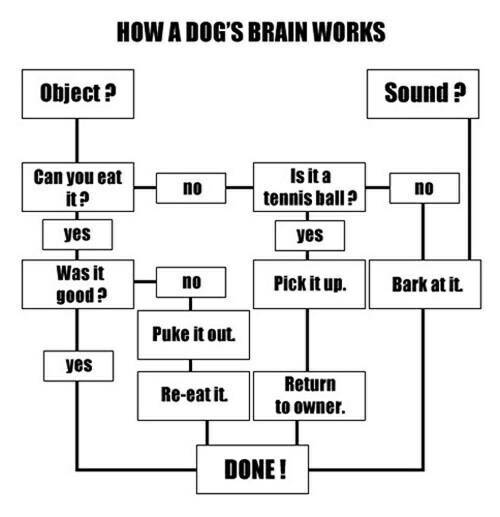 HOW A DOG'S BRAIN WORKS
Object ?
Sound ?
Can you eat
it ?
no
Is it a
tennis ball ?
no
yes
yes
Was it
good ?
no
Pick it up.
Bark at it.
Puke it out.
yes
Re-eat it.
Return
to owner.
DONE !